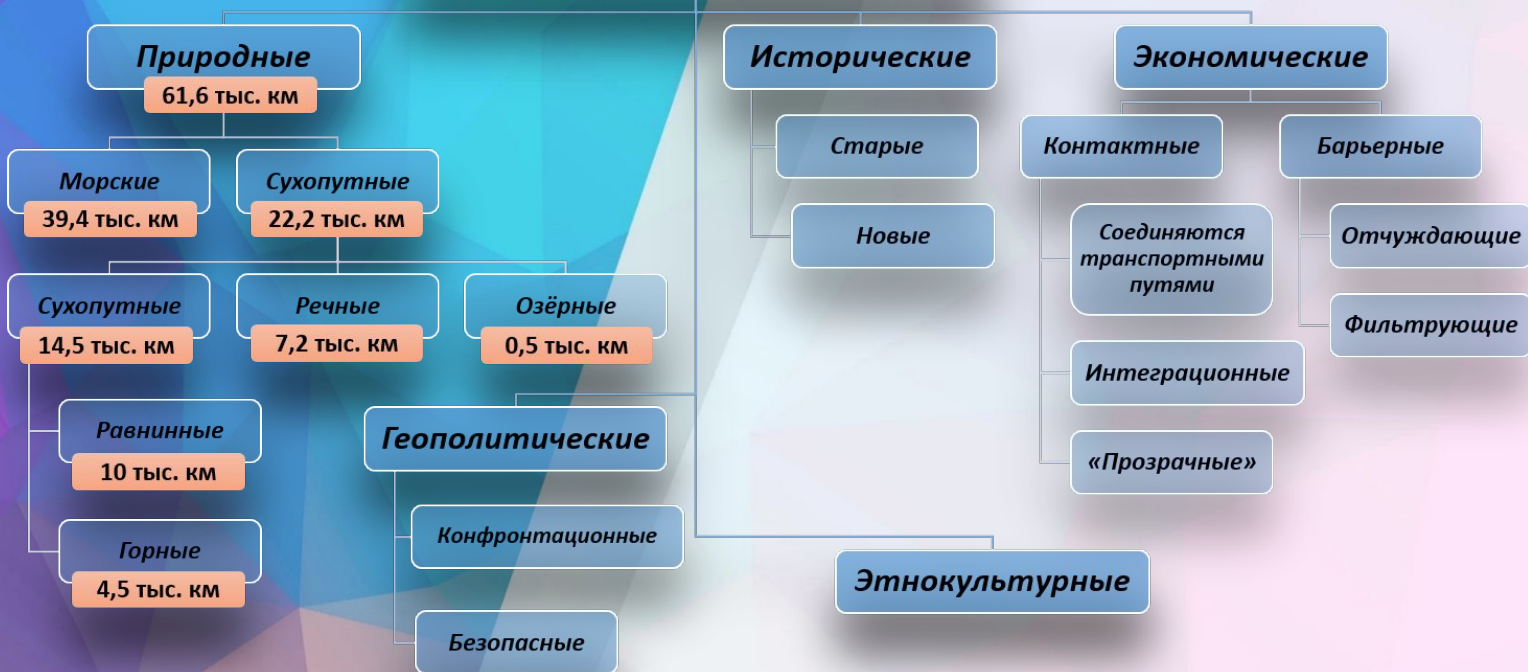 Природные
61,6 тыс. км
Исторические
Экономические
Морские
39,4 тыс. км
Сухопутные
22,2 тыс. км
Старые
Новые
Контактные
Барьерные
Соединяются
транспортными
путями
Интеграционные
«Прозрачные»
Отчуждающие
Фильтрующие
Сухопутные
14,5 тыс. км
Речные
7,2 тыс. км
Озёрные
0,5 тыс. км
Равнинные
10 тыс. км
Горные
4,5 тыс. км
Геополитические
Конфронтационные
Безопасные
Этнокультурные